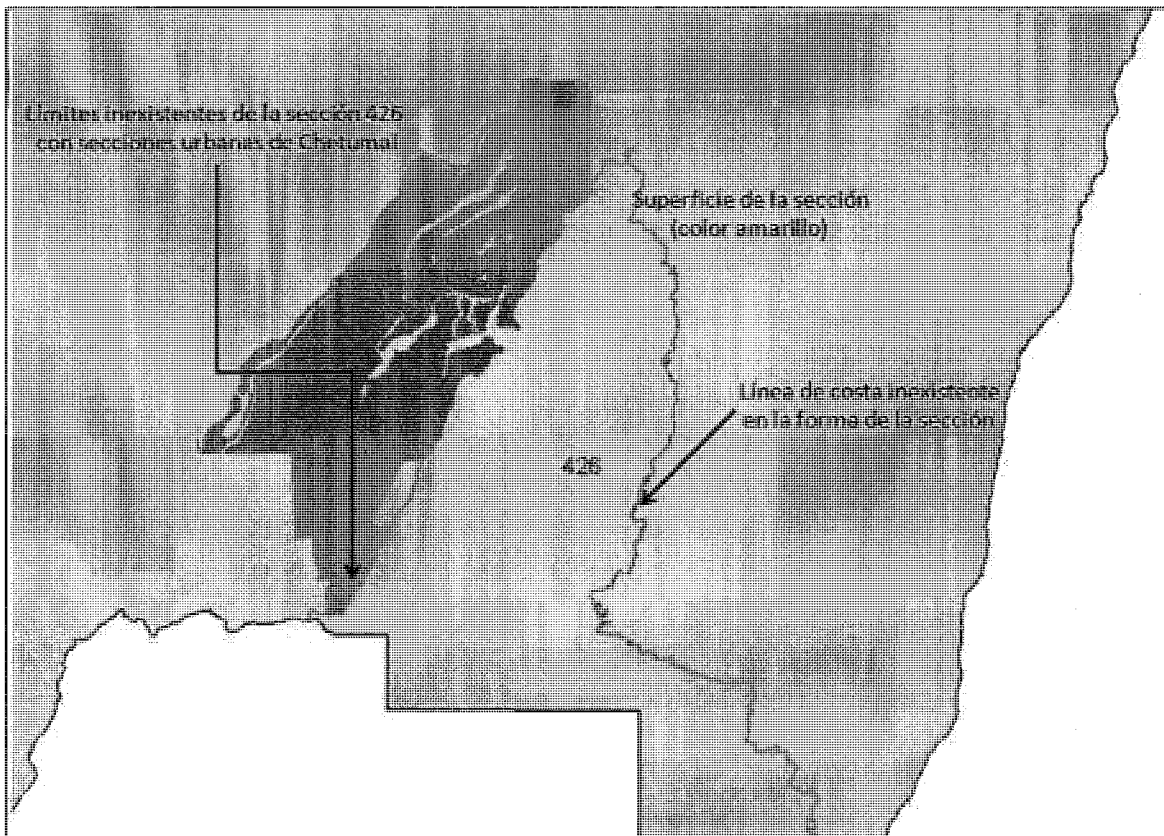 Límites inexistentes de la sección 426
con secciones urbanas de Chetumal
Superficie de la sección
(color amarillo)
Línea de costa inexistente
en la forma de la sección
426